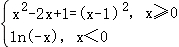 x²-2x+1=(x-1)², x≥0
ln(-x), x<0